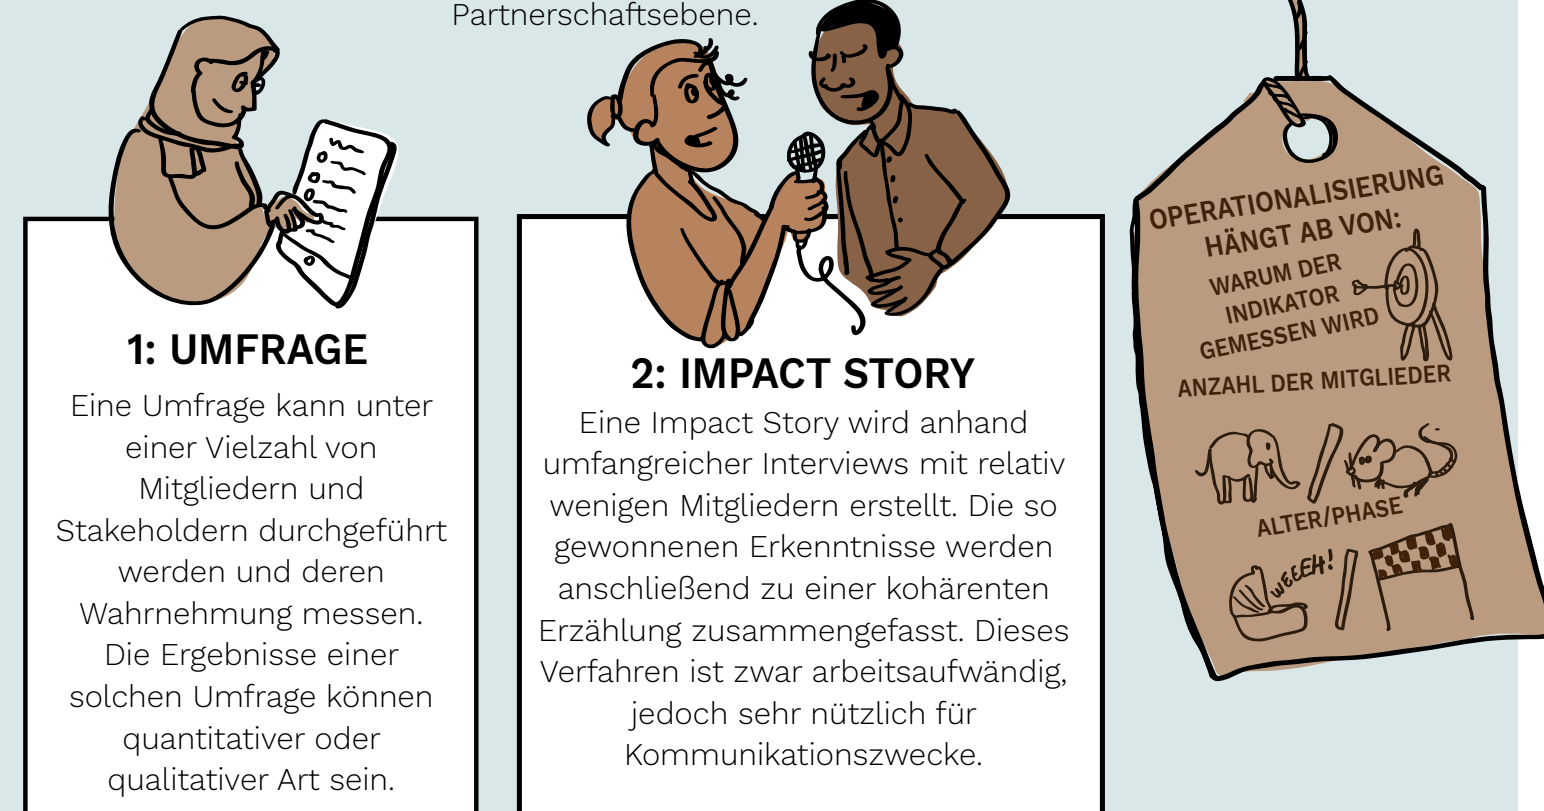 Partnerschaftsebene.
1: UMFRAGE
Eine Umfrage kann unter
einer Vielzahl von
Mitgliedern und
Stakeholdern durchgeführt
werden und deren
Wahrnehmung messen.
Die Ergebnisse einer
solchen Umfrage können
quantitativer oder
qualitativer Art sein.
2: IMPACT STORY
Eine Impact Story wird anhand
umfangreicher Interviews mit relativ
wenigen Mitgliedern erstellt. Die so
gewonnenen Erkenntnisse werden
anschließend zu einer kohärenten
Erzählung zusammengefasst. Dieses
Verfahren ist zwar arbeitsaufwändig,
jedoch sehr nützlich für
Kommunikationszwecke.
OPERATIONALISIERUNG
HÄNGT AB VON:
WARUM DER
INDIKATOR
GEMESSEN WIRD
ANZAHL DER MITGLIEDER
ALTER/PHASE
WEEEH!